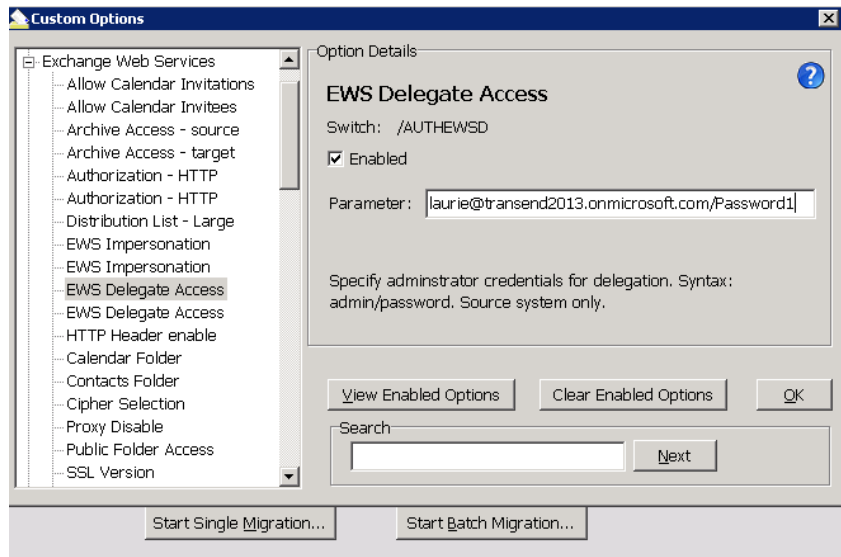 Custom Options
Exchange Web Services
Allow Calendar Invitations
Allow Calendar Invitees
Archive Access - source
Archive Access - target
Authorization - HTTP
Authorization - HTTP
Distribution List - Large
EWS Impersonation
EWS Impersonation
EWS Delegate Access
EWS Delegate Access
HTTP Header enable
Calendar Folder
Contacts Folder
Cipher Selection
Proxy Disable
Public Folder Access
SSL Version
Option Details
EWS Delegate Access
Switch: /AUTHEWSD
Enabled
Parameter: laurie@transend2013.onmicrosoft.com/Password1
Specify adminstrator credentials for delegation. Syntax:
admin/password. Source system only.
View Enabled Options
Clear Enabled Options
OK
Search
Next
Start Single Migration...
Start Batch Migration...